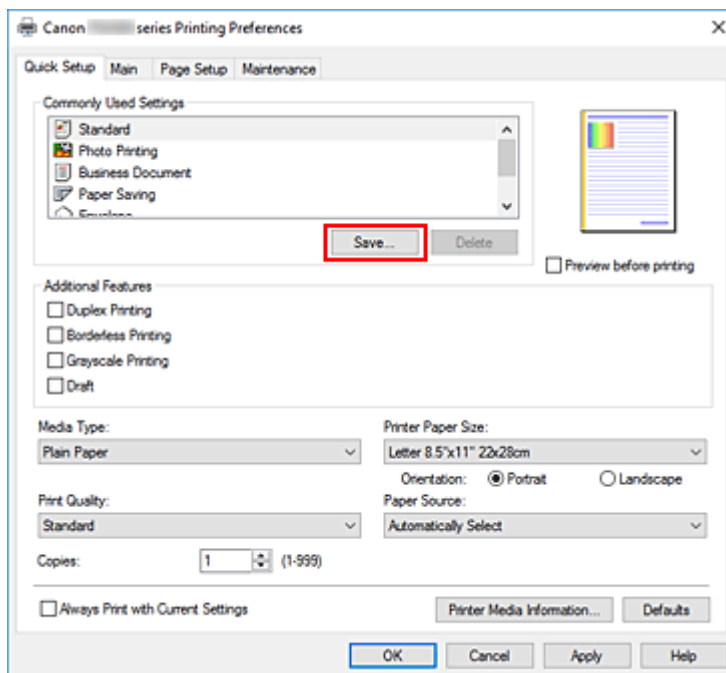 Canon series Printing Preferences
Quick Setup Main Page Setup Maintenance
Commonly Used Settings
Standard
Photo Printing
Business Document
Paper Saving
Envelope
Save... Delete
Preview before printing
Additional Features
Duplex Printing
Borderless Printing
Grayscale Printing
Draft
Media Type: Printer Paper Size:
Plain Paper Letter 8.5"x11" 22x28cm
Orientation: Portrait Landscape
Print Quality: Paper Source:
Standard Automatically Select
Copies: 1 (1-999)
Always Print with Current Settings Printer Media Information... Defaults
OK Cancel Apply Help